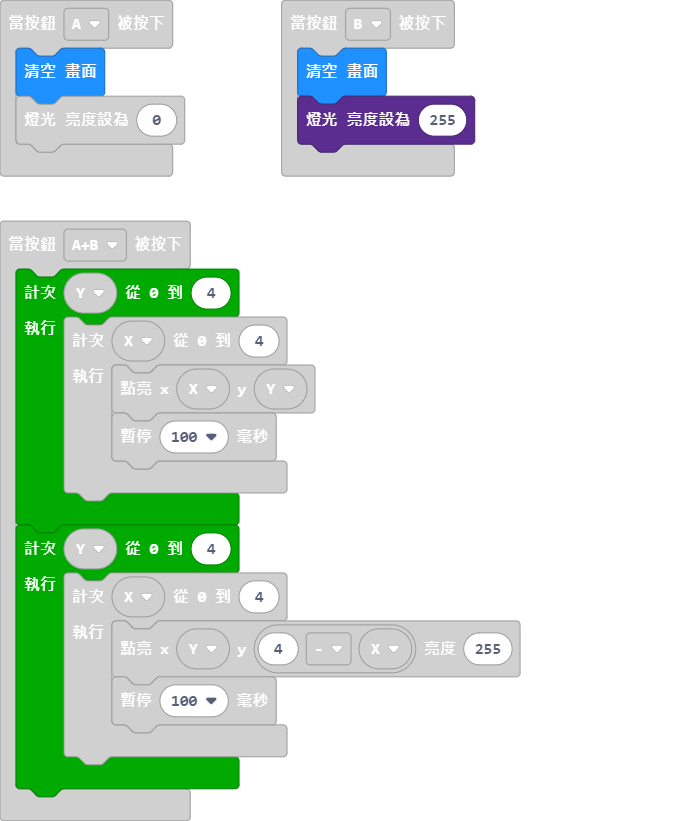 當按鈕 A 被按下
清空 畫面
燈光 亮度設為 0
當按鈕 B 被按下
清空 畫面
燈光 亮度設為 255
當按鈕 A+B 被按下
計次 Y 從 0 到 4
執行
計次 X 從 0 到 4
執行
點亮 x X y Y
暫停 100 毫秒
計次 Y 從 0 到 4
執行
計次 X 從 0 到 4
執行
點亮 x Y y 4 - X 亮度 255
暫停 100 毫秒